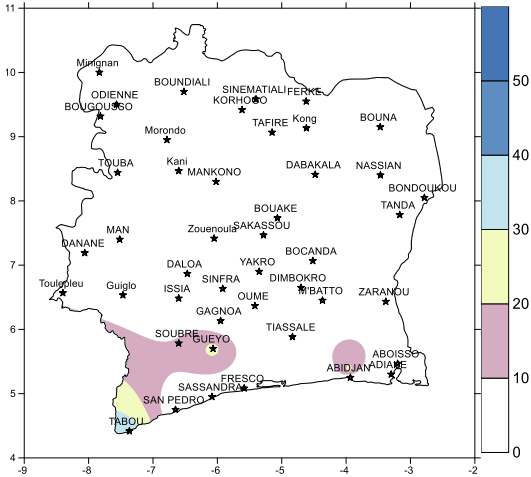 11
Minignan
10
BOUNDIALI
SINEMATIALI
FERKE
ODIENNE
KORHOGO
BOUGOUSSO
TAFIRE
Kong
BOUNA
9
Morondo
TOUBA
Kani
MANKONO
DABAKALA
NASSIAN
BONDOUKOU
8
TANDA
BOUAKE
MAN
Zouenoula
SAKASSOU
DANANE
BOCANDA
7
DALOA
YAKRO
Toulepleu
Guiglo
ISSIA
SINFRA
DIMBOKRO
M'BATTO
ZARANOU
OUME
GAGNOA
6
SOUBRE
GUEYO
TIASSALE
ABOISSO
ABIDJAN
ADIAKE
FRESCO
SASSANDRA
5
SAN PEDRO
TABOU
4
-9 -8 -7 -6 -5 -4 -3 -2
50
40
30
20
10
0